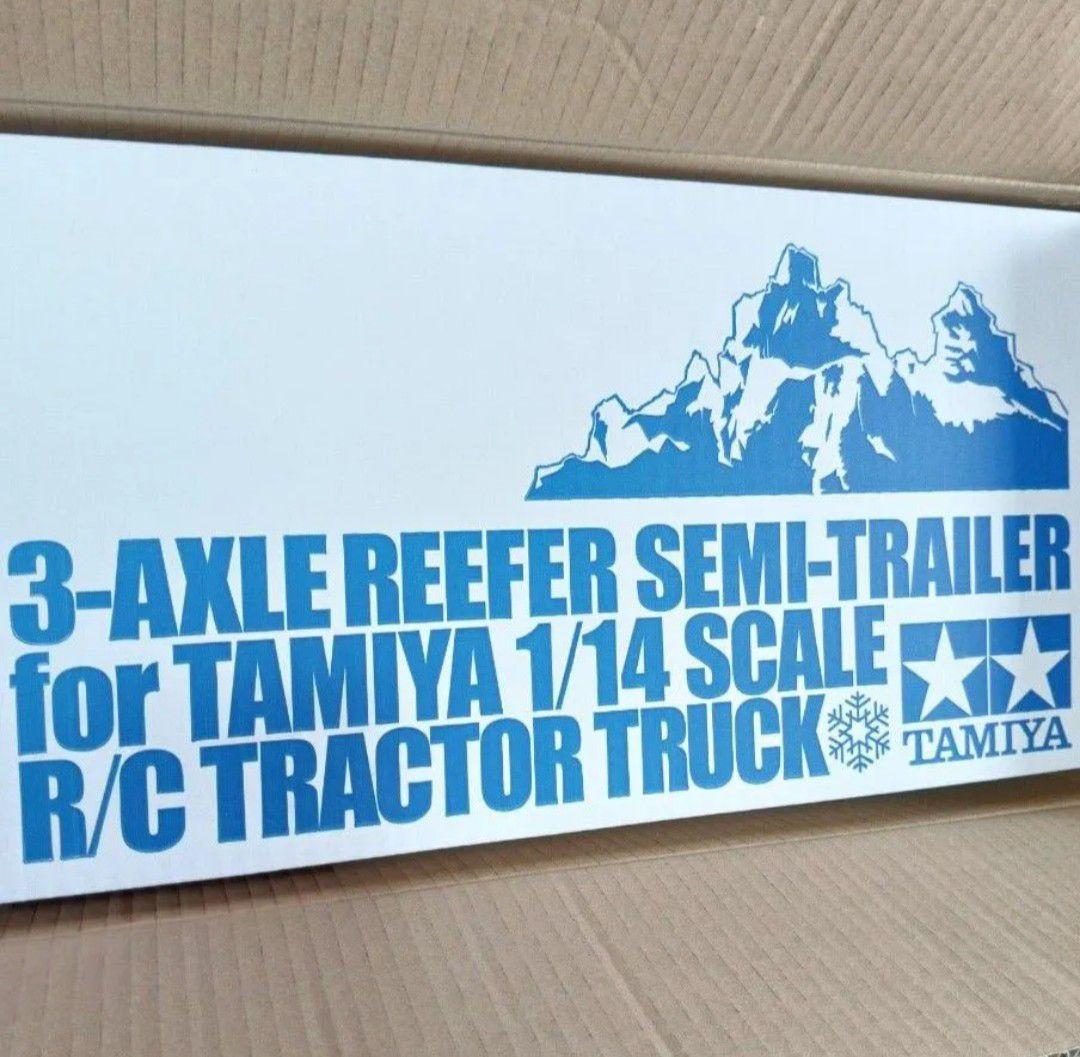 3-AXLE REEFER SEMI-TRAILER
for TAMIYA 1/14 SCALE
R/C TRACTOR TRUCK
TAMIYA